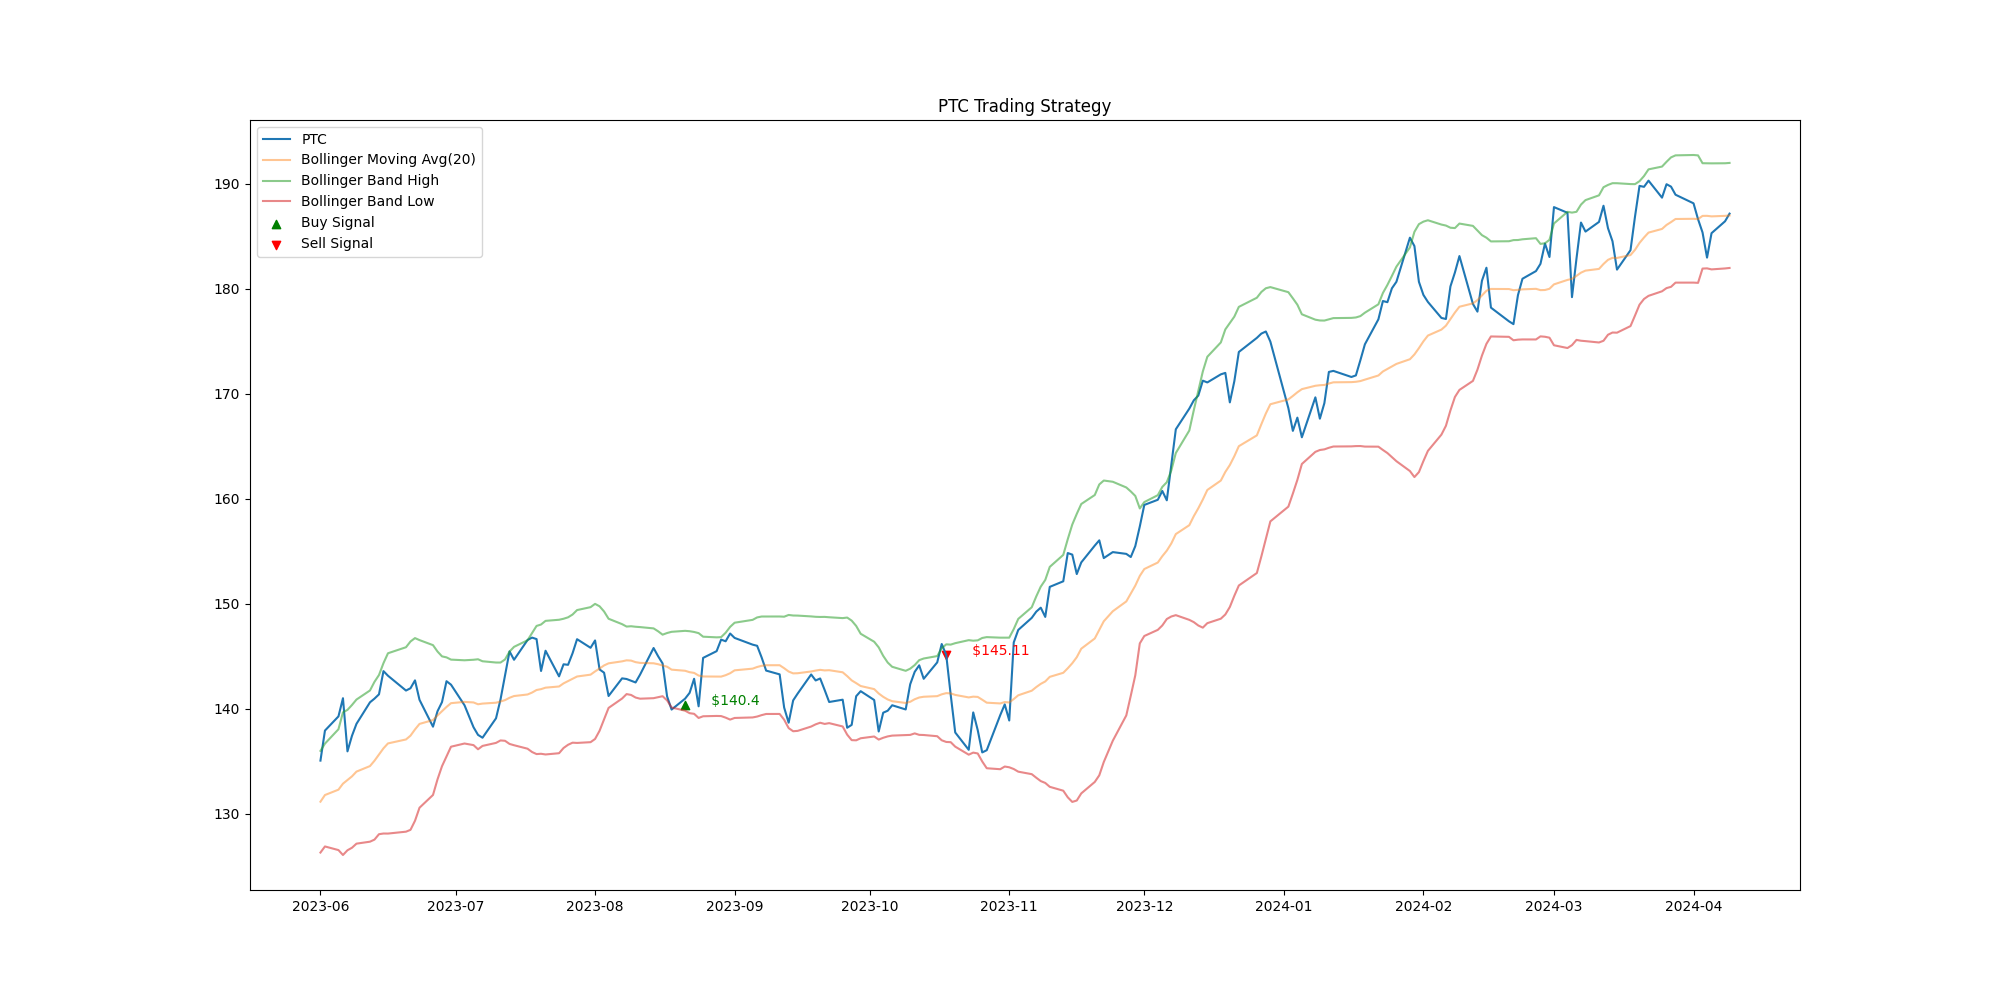 PTC Trading Strategy
PTC
Bollinger Moving Avg(20)
Bollinger Band High
Bollinger Band Low
Buy Signal
Sell Signal
190
180
170
160
150
140
130
$145.11
$140.4
2023-06 2023-07 2023-08 2023-09 2023-10 2023-11 2023-12 2024-01 2024-02 2024-03 2024-04